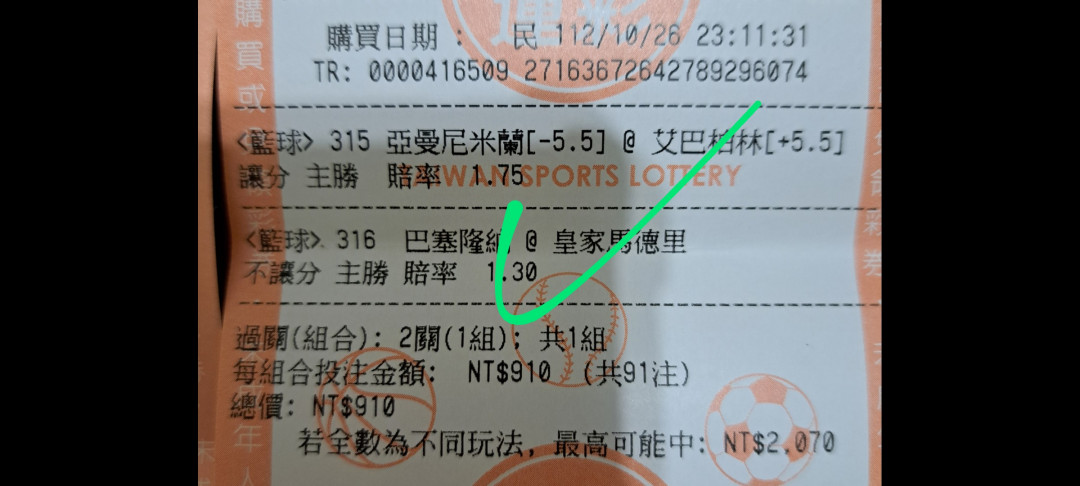 購買日期: 民 112/10/26 23:11:31
TR: 0000416509 27163672642789296074
<籃球> 315 亞曼尼米蘭[-5.5] @ 艾巴柏林[+5.5]
讓分 主勝 賠率 1.75
TAIWAN SPORTS LOTTERY
<籃球> 316 巴塞隆納 @ 皇家馬德里
不讓分 主勝 賠率 1.30
過關(組合): 2關(1組); 共1組
每組合投注金額: NT$910 (共91注)
總價: NT$910
若全數為不同玩法, 最高可能中: NT$2,070
購買或
運彩